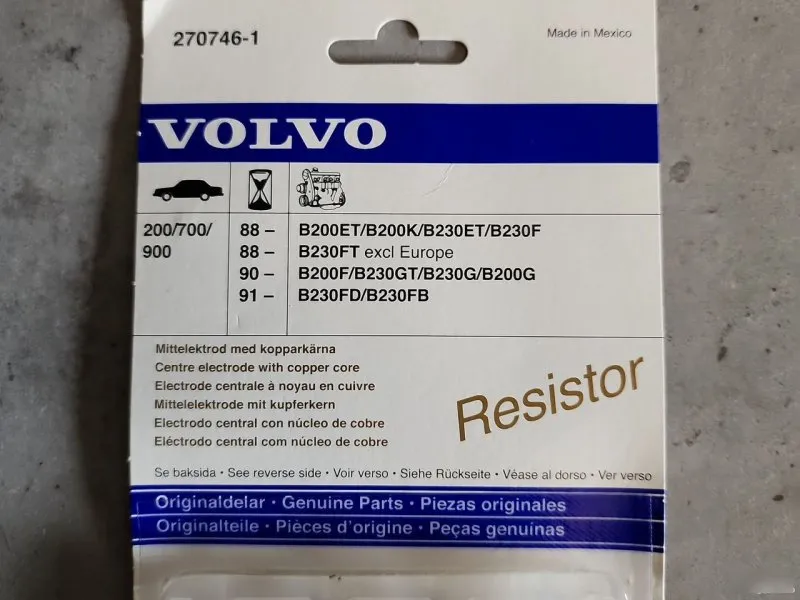 270746-1
Made in Mexico
VOLVO
200/700/ 88 – B200ET/B200K/B230ET/B230F
900 88 – B230FT excl Europe
90 – B200F/B230GT/B230G/B200G
91 – B230FD/B230FB
Mittelektrod med kopparkärna
Centre electrode with copper core
Electrode centrale à noyau en cuivre
Mittelelektrode mit kupferkern
Electrodo central con núcleo de cobre
Eléctrodo central com núcleo de cobre
Resistor
Se baksida · See reverse side · Voir verso · Siehe Rückseite · Véase al dorso · Ver verso
Originaldelar · Genuine Parts · Piezas originales
Originalteile · Pièces d'origine · Peças genuínas